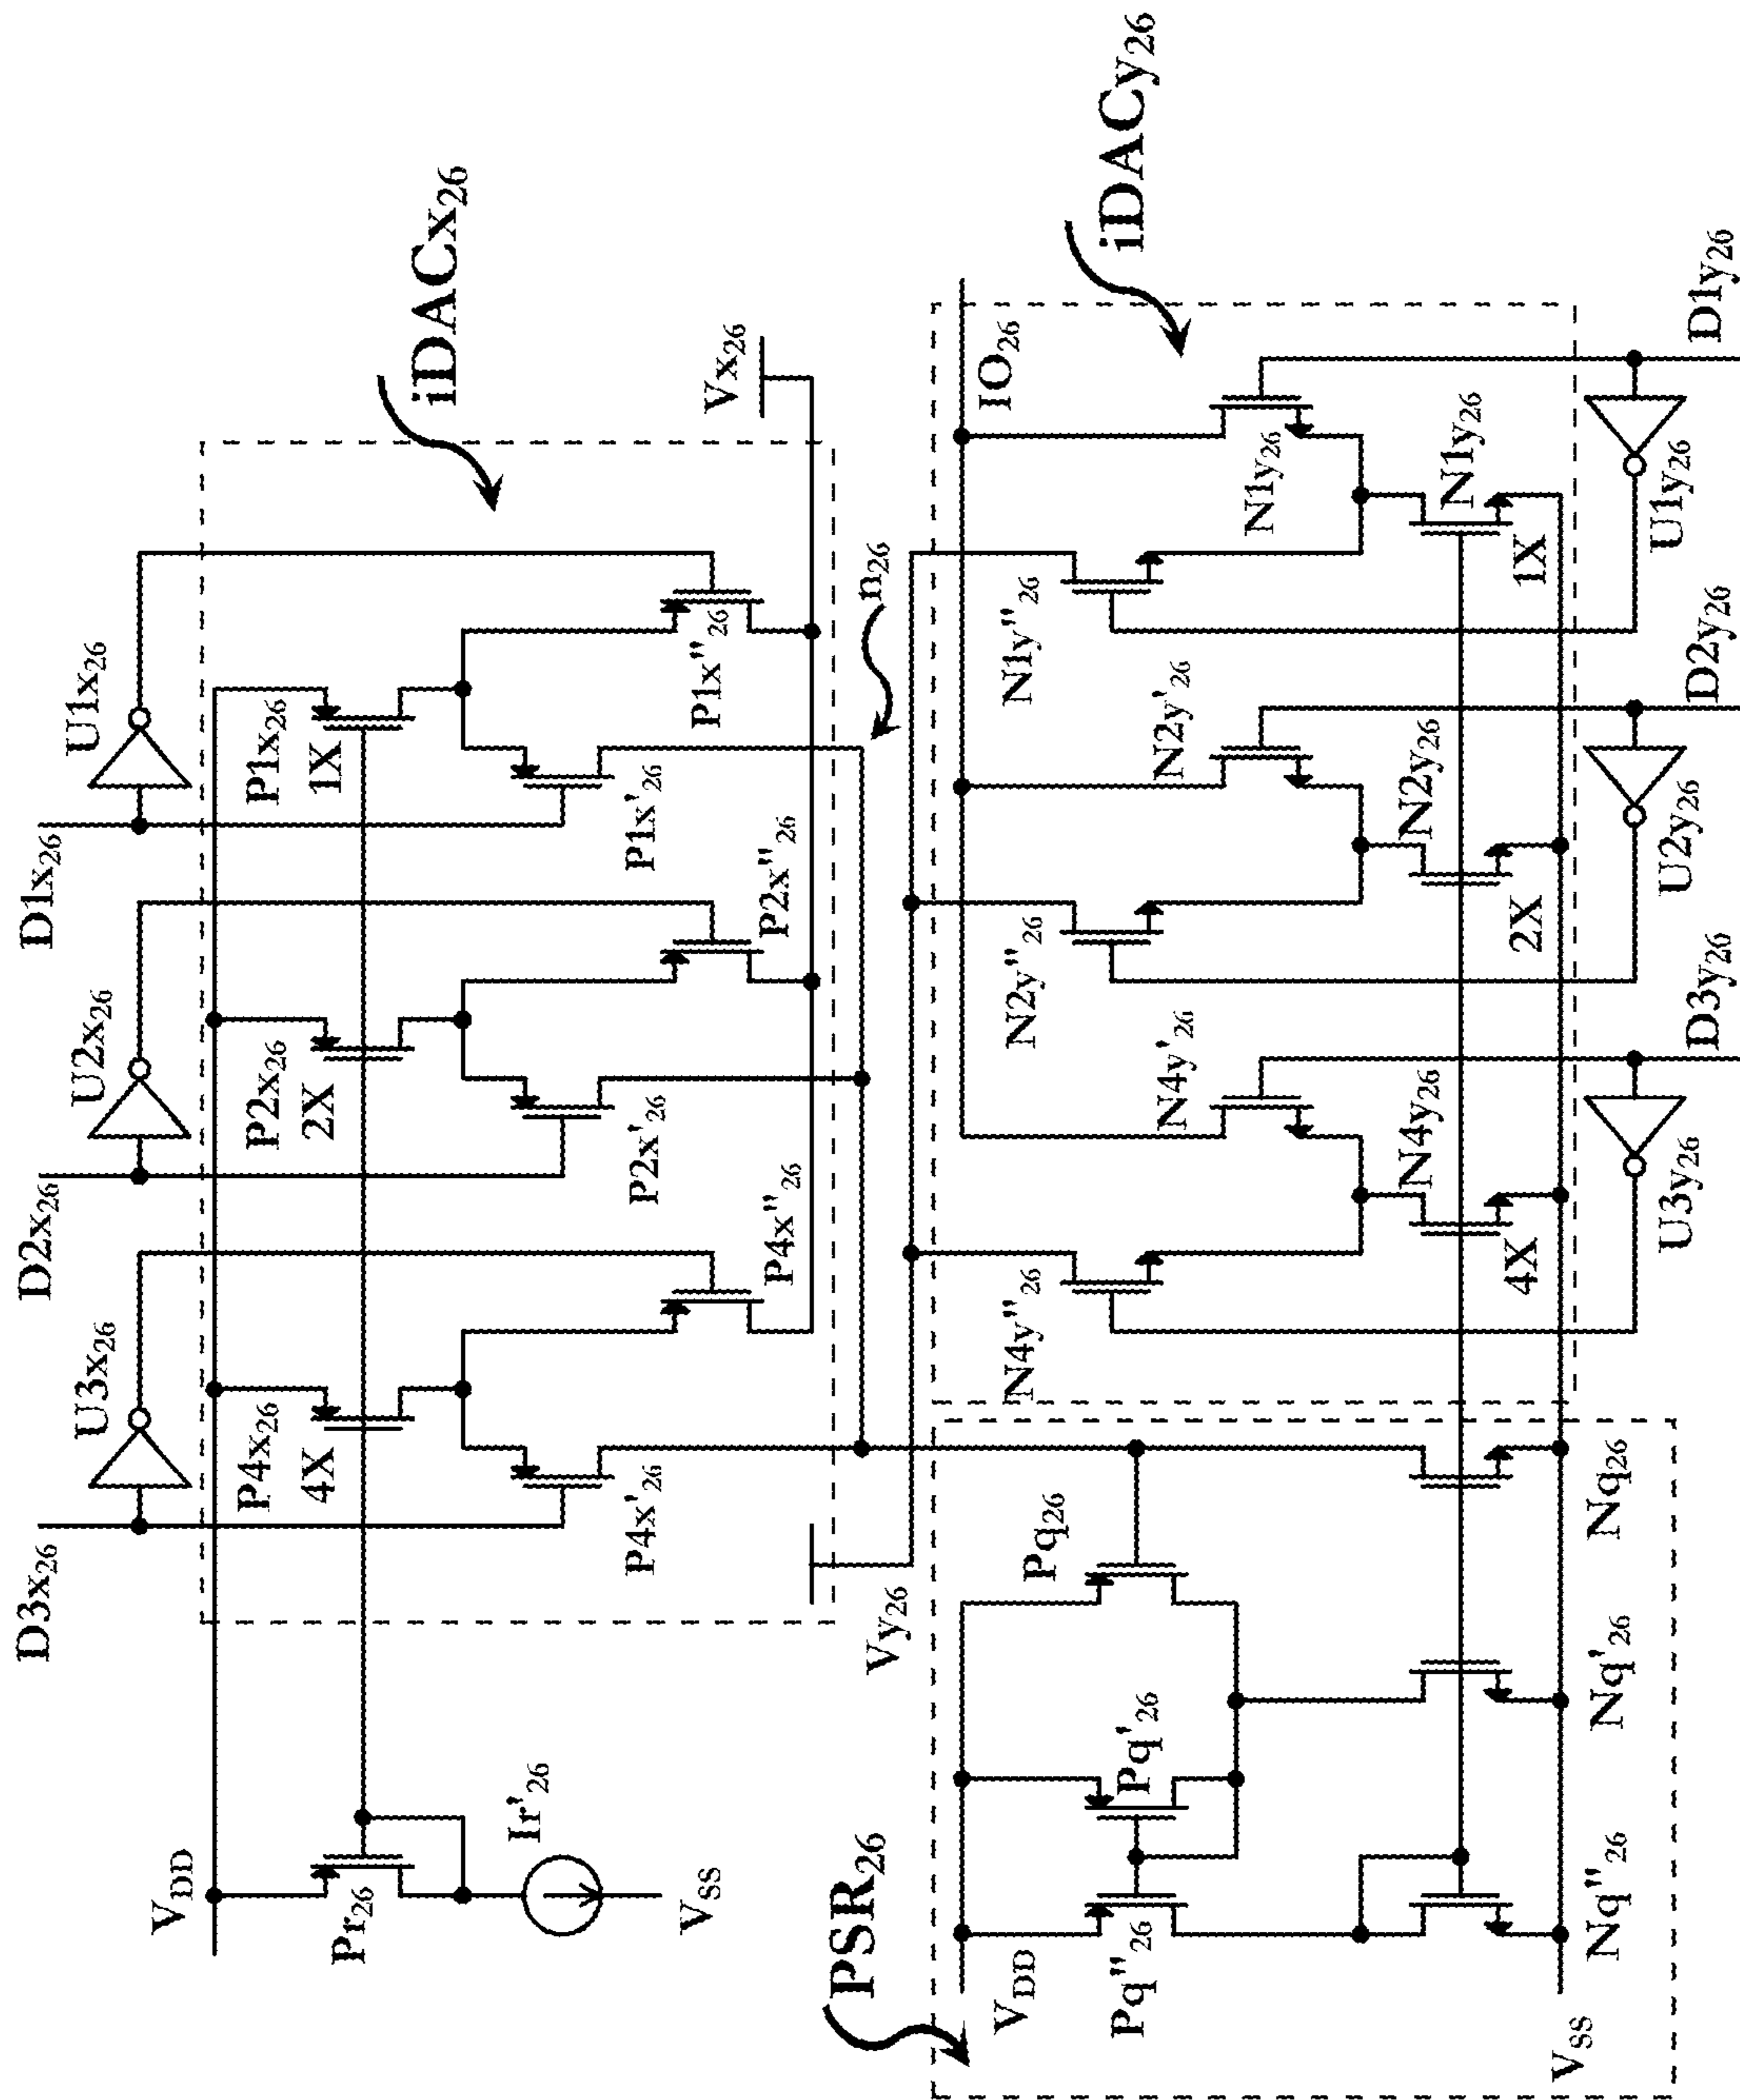 D3x26
D2x26
D1x26
U3x26
U2x26
U1x26
iDACx26
VDD
Pr26
Ir'26
VSS
P4x26
4X
P2x26
2X
P1x26
1X
P4x'26
P4x"26
P2x'26
P2x"26
P1x'26
P1x"26
Vx26
n26
Vy26
PSR26
VDD
Pq"26
Pq'26
Pq26
Nq"26
Nq'26
Nq26
VSS
IO26
iDACy26
N4y"26
N4y'26
N2y"26
N2y'26
N1y"26
N1y26
N4y26
4X
N2y26
2X
N1y26
1X
U3y26
U2y26
U1y26
D3y26
D2y26
D1y26